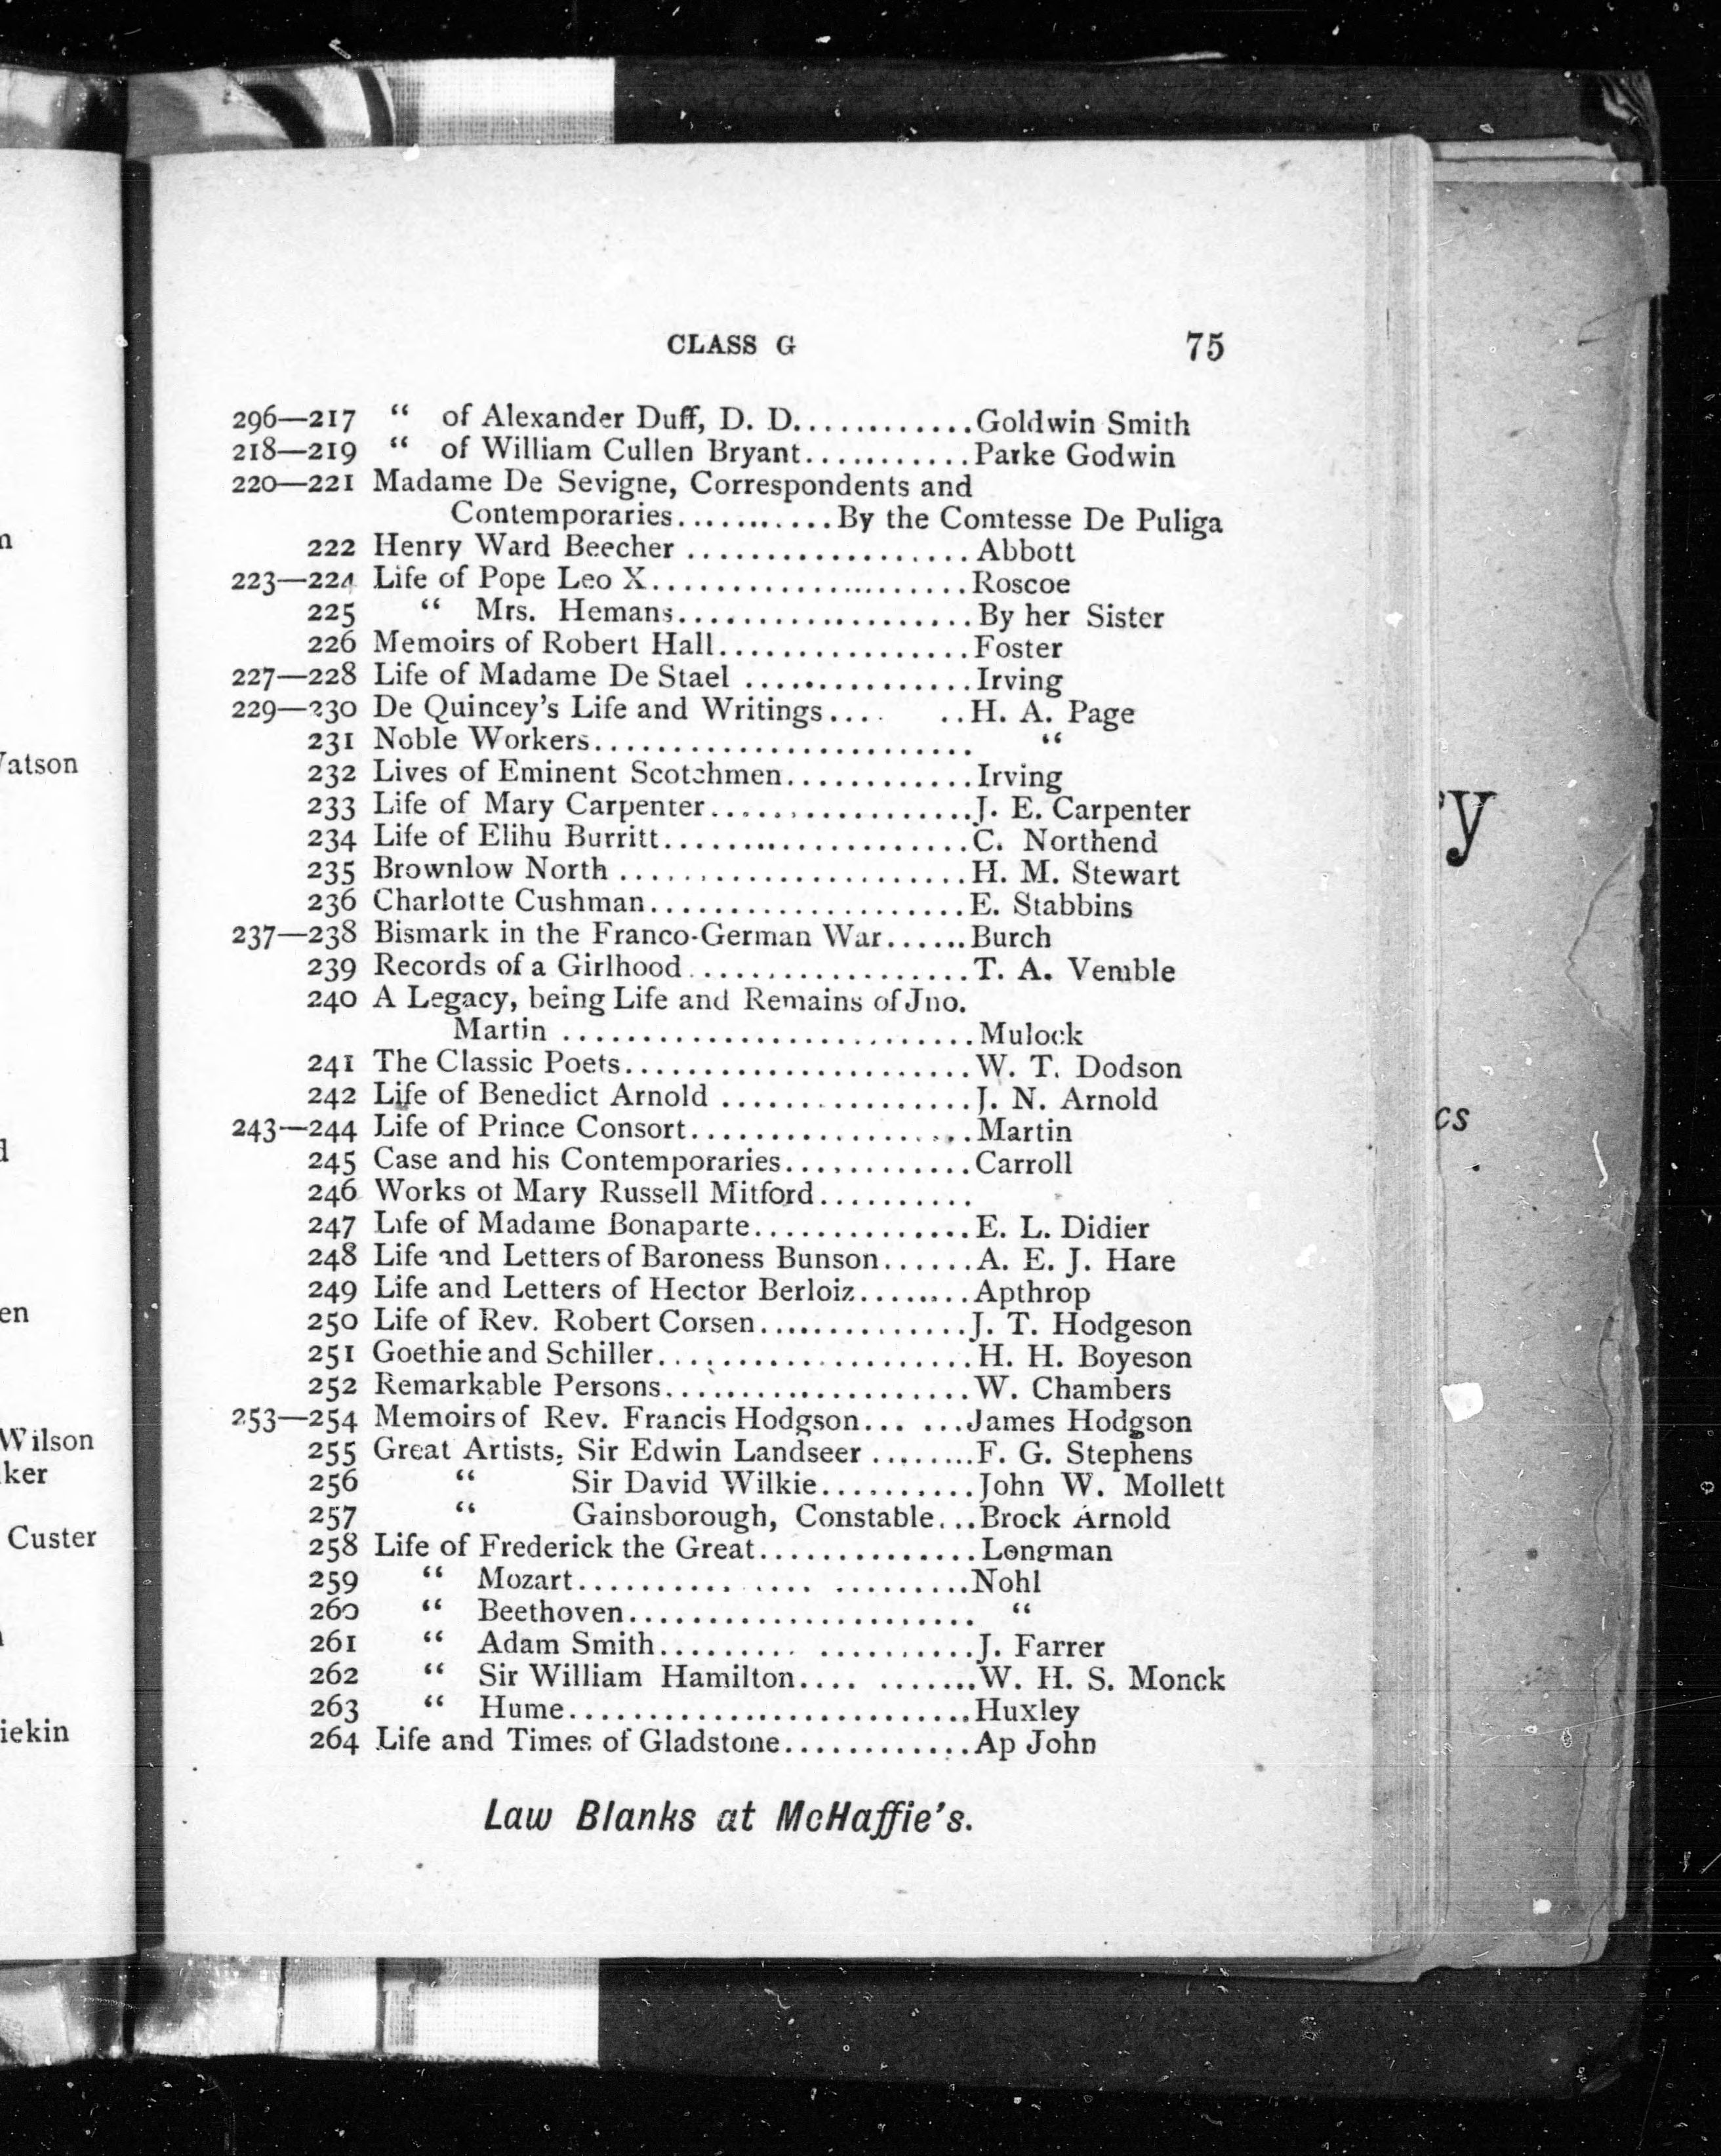 CLASS G 75
296—217 “ of Alexander Duff, D. D............Goldwin Smith
218—219 “ of William Cullen Bryant...........Parke Godwin
220—221 Madame De Sevigne, Correspondents and
Contemporaries..........By the Comtesse De Puliga
222 Henry Ward Beecher ..................Abbott
223—224 Life of Pope Leo X....................Roscoe
225 “ Mrs. Hemans...................By her Sister
226 Memoirs of Robert Hall................Foster
227—228 Life of Madame De Stael ...............Irving
229—230 De Quincey's Life and Writings.... ..H. A. Page
231 Noble Workers........................ “
232 Lives of Eminent Scotchmen............Irving
233 Life of Mary Carpenter.................J. E. Carpenter
234 Life of Elihu Burritt....................C. Northend
235 Brownlow North ......................H. M. Stewart
236 Charlotte Cushman....................E. Stabbins
237—238 Bismark in the Franco-German War......Burch
239 Records of a Girlhood..................T. A. Vemble
240 A Legacy, being Life and Remains of Jno.
Martin ..........................Mulock
241 The Classic Poets......................W. T. Dodson
242 Life of Benedict Arnold ................J. N. Arnold
243—244 Life of Prince Consort..................Martin
245 Case and his Contemporaries............Carroll
246 Works of Mary Russell Mitford..........
247 Life of Madame Bonaparte..............E. L. Didier
248 Life and Letters of Baroness Bunson......A. E. J. Hare
249 Life and Letters of Hector Berloiz........Apthrop
250 Life of Rev. Robert Corsen.............J. T. Hodgeson
251 Goethie and Schiller....................H. H. Boyeson
252 Remarkable Persons....................W. Chambers
253—254 Memoirs of Rev. Francis Hodgson... ...James Hodgson
255 Great Artists, Sir Edwin Landseer ........F. G. Stephens
256 “ Sir David Wilkie..........John W. Mollett
257 “ Gainsborough, Constable...Brock Arnold
258 Life of Frederick the Great..............Longman
259 “ Mozart.......... .... .........Nohl
260 “ Beethoven...................... “
261 “ Adam Smith......... ..........J. Farrer
262 “ Sir William Hamilton.... .......W. H. S. Monck
263 “ Hume..........................Huxley
264 Life and Times of Gladstone............Ap John
Law Blanks at McHaffie's.
Wilson
Custer